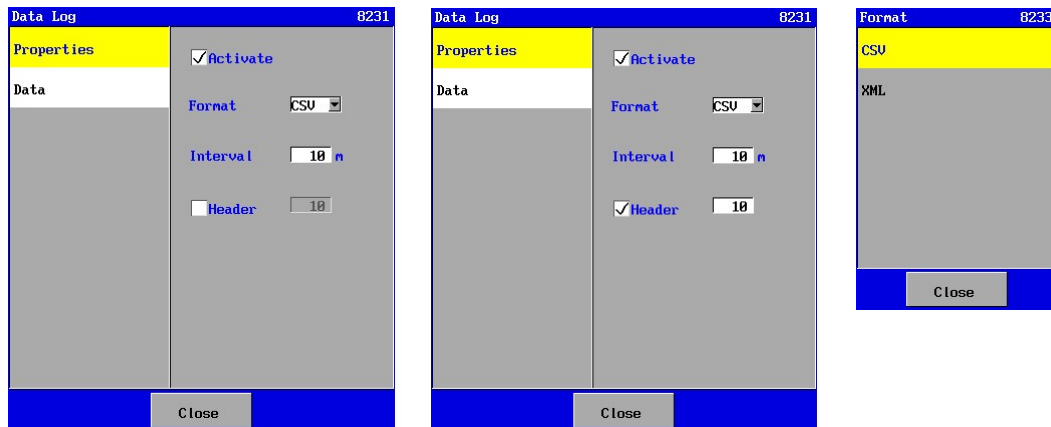 Data Log 8231
Properties
Data
Activate
Format CSV
Interval 10 m
Header 10
Close
Data Log 8231
Properties
Data
Activate
Format CSV
Interval 10 m
Header 10
Close
Format 8233
CSV
XML
Close